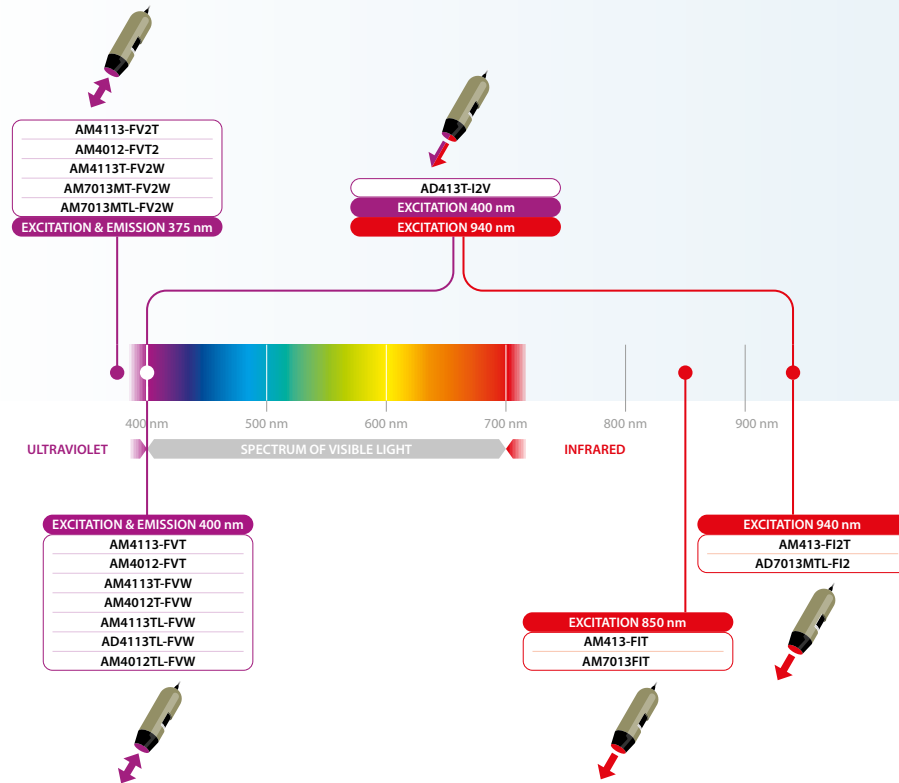 AM4113-FV2T
AM4012-FVT2
AM4113T-FV2W
AM7013MT-FV2W
AM7013MTL-FV2W
EXCITATION & EMISSION 375 nm
AD413T-I2V
EXCITATION 400 nm
EXCITATION 940 nm
400 nm
500 nm
600 nm
700 nm
800 nm
900 nm
ULTRAVIOLET
SPECTRUM OF VISIBLE LIGHT
INFRARED
EXCITATION & EMISSION 400 nm
AM4113-FVT
AM4012-FVT
AM4113T-FVW
AM4012T-FVW
AM4113TL-FVW
AD4113TL-FVW
AM4012TL-FVW
EXCITATION 850 nm
AM413-FIT
AM7013FIT
EXCITATION 940 nm
AM413-FI2T
AD7013MTL-FI2